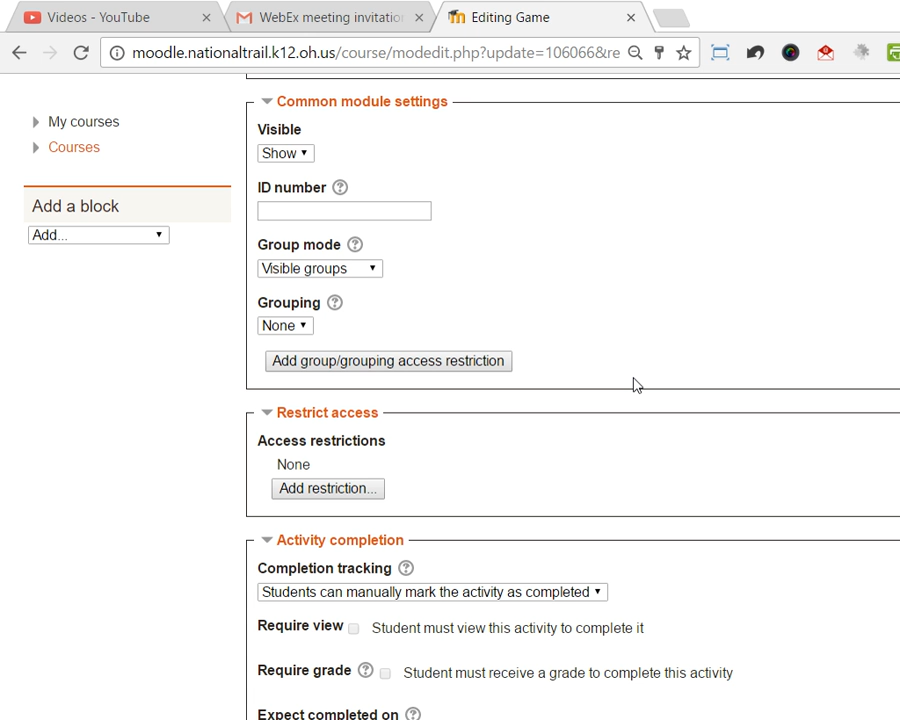 Videos - YouTube
WebEx meeting invitation
Editing Game
moodle.nationaltrail.k12.oh.us/course/modedit.php?update=106066&re
My courses
Courses
Add a block
Add...
Common module settings
Visible
Show
ID number
Group mode
Visible groups
Grouping
None
Add group/grouping access restriction
Restrict access
Access restrictions
None
Add restriction...
Activity completion
Completion tracking
Students can manually mark the activity as completed
Require view Student must view this activity to complete it
Require grade Student must receive a grade to complete this activity
Expect completed on